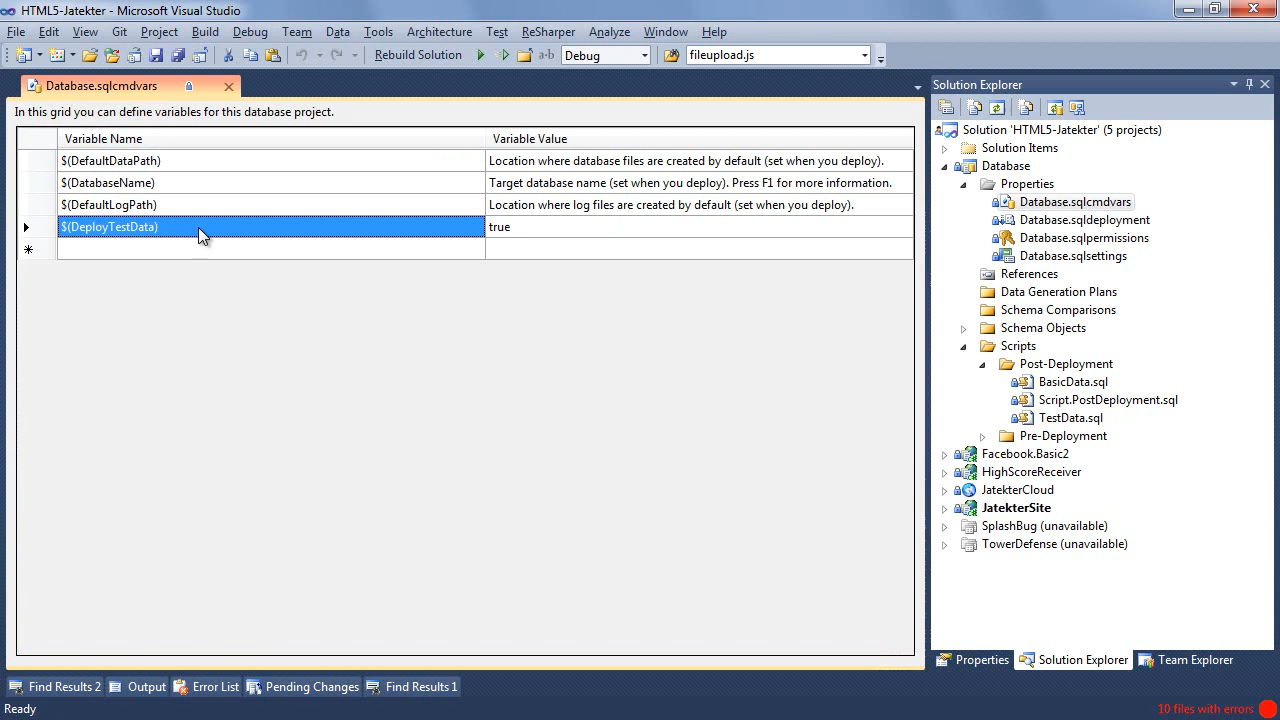 HTML5-Jatekter - Microsoft Visual Studio
File Edit View Git Project Build Debug Team Data Tools Architecture Test ReSharper Analyze Window Help
Rebuild Solution Debug fileupload.js
Database.sqlcmdvars
Solution Explorer
In this grid you can define variables for this database project.
Variable Name Variable Value
$(DefaultDataPath) Location where database files are created by default (set when you deploy).
$(DatabaseName) Target database name (set when you deploy). Press F1 for more information.
$(DefaultLogPath) Location where log files are created by default (set when you deploy).
$(DeployTestData) true
Solution 'HTML5-Jatekter' (5 projects)
Solution Items
Database
Properties
Database.sqlcmdvars
Database.sqldeployment
Database.sqlpermissions
Database.sqlsettings
References
Data Generation Plans
Schema Comparisons
Schema Objects
Scripts
Post-Deployment
BasicData.sql
Script.PostDeployment.sql
TestData.sql
Pre-Deployment
Facebook.Basic2
HighScoreReceiver
JatekterCloud
JatekterSite
SplashBug (unavailable)
TowerDefense (unavailable)
Properties Solution Explorer Team Explorer
Find Results 2 Output Error List Pending Changes Find Results 1
Ready 10 files with errors